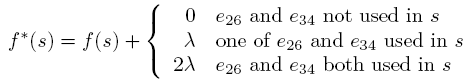 f*(s) = f(s) + { 0 e₂₆ and e₃₄ not used in s
λ one of e₂₆ and e₃₄ used in s
2λ e₂₆ and e₃₄ both used in s